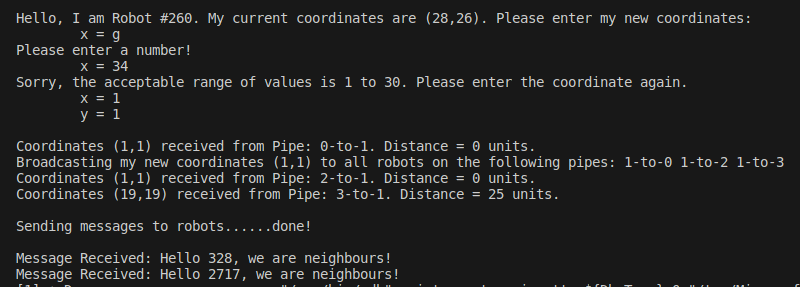 Hello, I am Robot #260. My current coordinates are (28,26). Please enter my new coordinates:
x = g
Please enter a number!
x = 34
Sorry, the acceptable range of values is 1 to 30. Please enter the coordinate again.
x = 1
y = 1
Coordinates (1,1) received from Pipe: 0-to-1. Distance = 0 units.
Broadcasting my new coordinates (1,1) to all robots on the following pipes: 1-to-0 1-to-2 1-to-3
Coordinates (1,1) received from Pipe: 2-to-1. Distance = 0 units.
Coordinates (19,19) received from Pipe: 3-to-1. Distance = 25 units.
Sending messages to robots......done!
Message Received: Hello 328, we are neighbours!
Message Received: Hello 2717, we are neighbours!